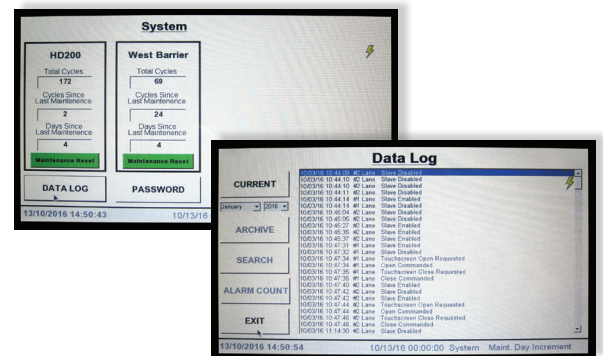 System
HD200
Total Cycles
172
Cycles Since
Last Maintenence
2
Days Since
Last Maintenence
4
Maintenance Reset
West Barrier
Total Cycles
69
Cycles Since
Last Maintenence
24
Days Since
Last Maintenence
4
Maintenance Reset
DATA LOG
PASSWORD
13/10/2016 14:50:43
10/13/16
Data Log
CURRENT
January 2016
ARCHIVE
SEARCH
ALARM COUNT
EXIT
10/03/16 10:44:09 #2 Lane Slave Disabled
10/03/16 10:44:10 #2 Lane Slave Enabled
10/03/16 10:44:10 #2 Lane Slave Disabled
10/03/16 10:44:11 #2 Lane Slave Disabled
10/03/16 10:44:14 #1 Lane Slave Enabled
10/03/16 10:44:14 #1 Lane Slave Disabled
10/03/16 10:45:04 #2 Lane Slave Disabled
10/03/16 10:45:05 #2 Lane Slave Disabled
10/03/16 10:45:27 #2 Lane Slave Enabled
10/03/16 10:45:35 #2 Lane Slave Enabled
10/03/16 10:45:37 #2 Lane Slave Enabled
10/03/16 10:47:31 #1 Lane Slave Enabled
10/03/16 10:47:32 #1 Lane Slave Disabled
10/03/16 10:47:34 #1 Lane Touchscreen Open Requested
10/03/16 10:47:34 #1 Lane Open Commanded
10/03/16 10:47:35 #1 Lane Touchscreen Close Requested
10/03/16 10:47:35 #1 Lane Close Commanded
10/03/16 10:47:40 #2 Lane Slave Enabled
10/03/16 10:47:42 #2 Lane Slave Disabled
10/03/16 10:47:42 #2 Lane Slave Enabled
10/03/16 10:47:44 #2 Lane Touchscreen Open Requested
10/03/16 10:47:44 #2 Lane Open Commanded
10/03/16 10:47:46 #2 Lane Touchscreen Close Requested
10/03/16 10:47:46 #2 Lane Close Commanded
10/03/16 11:14:30 #2 Lane Slave Disabled
13/10/2016 14:50:54
10/13/16 00:00:00 System Maint. Day Increment